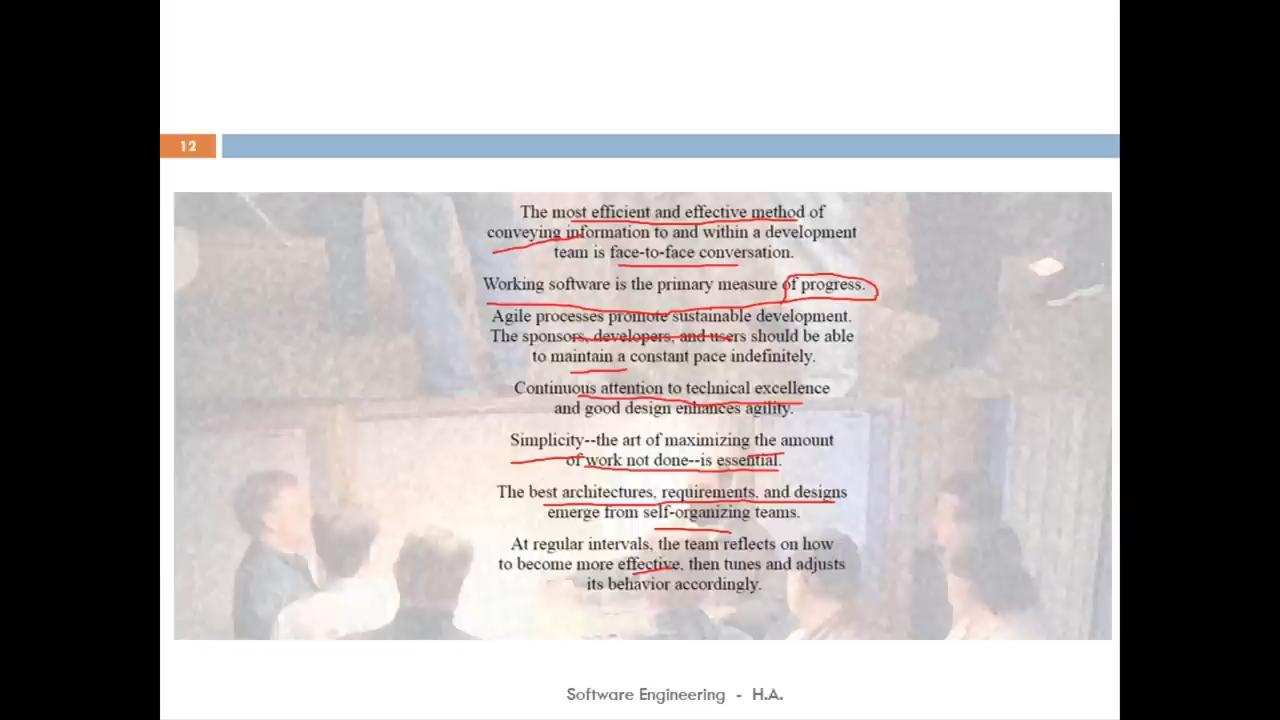 12
The most efficient and effective method of
conveying information to and within a development
team is face-to-face conversation.
Working software is the primary measure of progress.
Agile processes promote sustainable development.
The sponsors, developers, and users should be able
to maintain a constant pace indefinitely.
Continuous attention to technical excellence
and good design enhances agility.
Simplicity--the art of maximizing the amount
of work not done--is essential.
The best architectures, requirements, and designs
emerge from self-organizing teams.
At regular intervals, the team reflects on how
to become more effective, then tunes and adjusts
its behavior accordingly.
Software Engineering - H.A.